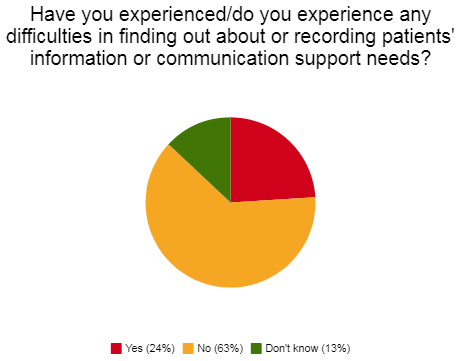 Have you experienced/do you experience any
difficulties in finding out about or recording patients'
information or communication support needs?
Yes (24%) No (63%) Don't know (13%)